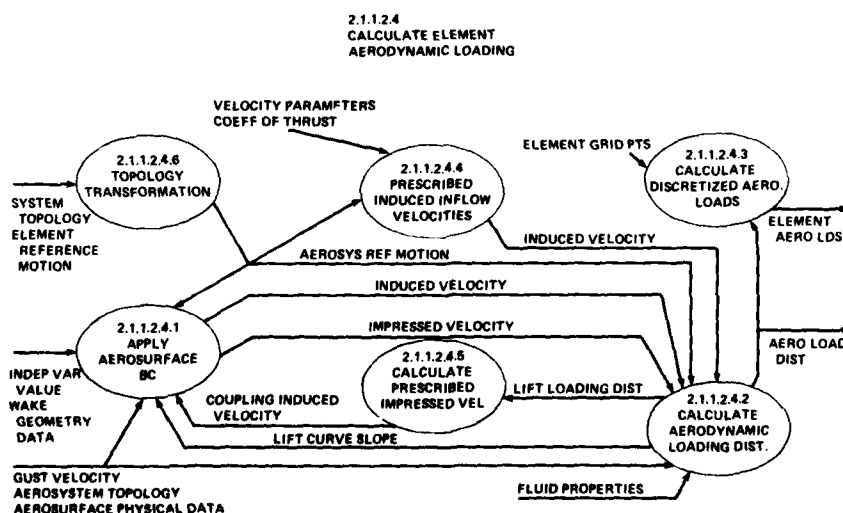 2.1.1.2.4
CALCULATE ELEMENT
AERODYNAMIC LOADING
VELOCITY PARAMETERS
COEFF OF THRUST
ELEMENT GRID PTS
2.1.1.2.4.6
TOPOLOGY
TRANSFORMATION
2.1.1.2.4.4
PRESCRIBED
INDUCED INFLOW
VELOCITIES
2.1.1.2.4.3
CALCULATE
DISCRETIZED AERO.
LOADS
SYSTEM
TOPOLOGY
ELEMENT
REFERENCE
MOTION
ELEMENT
AERO LDS
INDUCED VELOCITY
AEROSYS REF MOTION
INDUCED VELOCITY
2.1.1.2.4.1
APPLY
AEROSURFACE
BC
IMPRESSED VELOCITY
AERO LOAD
DIST
2.1.1.2.4.5
CALCULATE
PRESCRIBED
IMPRESSED VEL
INDEP VAR
VALUE
WAKE
GEOMETRY
DATA
COUPLING INDUCED
VELOCITY
LIFT LOADING DIST
2.1.1.2.4.2
CALCULATE
AERODYNAMIC
LOADING DIST.
LIFT CURVE SLOPE
GUST VELOCITY
AEROSYSTEM TOPOLOGY
AEROSURFACE PHYSICAL DATA
FLUID PROPERTIES